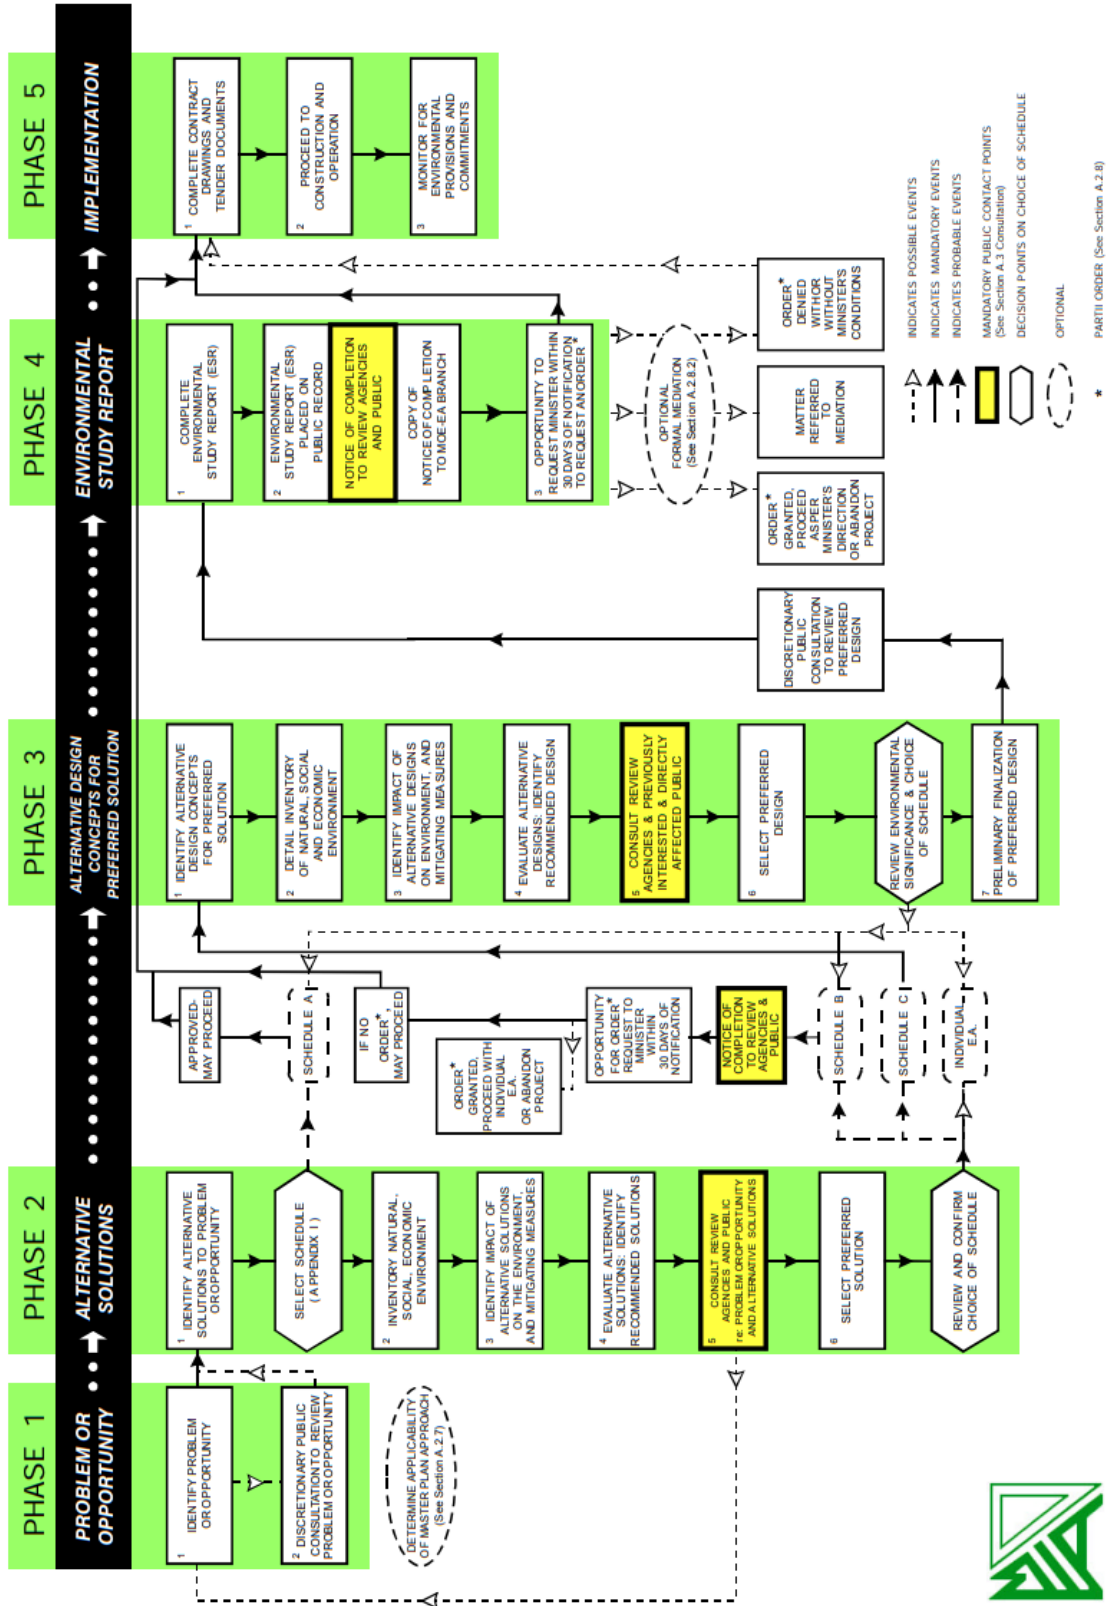 PHASE 1
PROBLEM OR
OPPORTUNITY
1 IDENTIFY PROBLEM
OR OPPORTUNITY
2 DISCRETIONARY PUBLIC
CONSULTATION TO REVIEW
PROBLEM OR OPPORTUNITY
DETERMINE APPLICABILITY
OF MASTER PLAN APPROACH
(See Section A.2.7)
PHASE 2
ALTERNATIVE
SOLUTIONS
1 IDENTIFY ALTERNATIVE
SOLUTIONS TO PROBLEM
OR OPPORTUNITY
SELECT SCHEDULE
(APPENDIX I)
2 INVENTORY NATURAL,
SOCIAL, ECONOMIC
ENVIRONMENT
3 IDENTIFY IMPACT OF
ALTERNATIVE SOLUTIONS
ON THE ENVIRONMENT,
AND MITIGATING MEASURES
4 EVALUATE ALTERNATIVE
SOLUTIONS: IDENTIFY
RECOMMENDED SOLUTIONS
5 CONSULT REVIEW
AGENCIES AND PUBLIC
re: PROBLEM OR OPPORTUNITY
AND ALTERNATIVE SOLUTIONS
6 SELECT PREFERRED
SOLUTION
REVIEW AND CONFIRM
CHOICE OF SCHEDULE
APPROVED-
MAY PROCEED
SCHEDULE A
IF NO
ORDER*,
MAY PROCEED
ORDER*
GRANTED,
PROCEED WITH
INDIVIDUAL
E.A.
OR ABANDON
PROJECT
OPPORTUNITY
FOR ORDER*
REQUEST TO
MINISTER
WITHIN
30 DAYS OF
NOTIFICATION
NOTICE OF
COMPLETION
TO REVIEW
AGENCIES &
PUBLIC
SCHEDULE B
SCHEDULE C
INDIVIDUAL
E.A.
PHASE 3
ALTERNATIVE DESIGN
CONCEPTS FOR
PREFERRED SOLUTION
1 IDENTIFY ALTERNATIVE
DESIGN CONCEPTS
FOR PREFERRED
SOLUTION
2 DETAIL INVENTORY
OF NATURAL, SOCIAL
AND ECONOMIC
ENVIRONMENT
3 IDENTIFY IMPACT OF
ALTERNATIVE DESIGNS
ON ENVIRONMENT, AND
MITIGATING MEASURES
4 EVALUATE ALTERNATIVE
DESIGNS: IDENTIFY
RECOMMENDED DESIGN
5 CONSULT REVIEW
AGENCIES & PREVIOUSLY
INTERESTED & DIRECTLY
AFFECTED PUBLIC
6 SELECT PREFERRED
DESIGN
REVIEW ENVIRONMENTAL
SIGNIFICANCE & CHOICE
OF SCHEDULE
7 PRELIMINARY FINALIZATION
OF PREFERRED DESIGN
DISCRETIONARY
PUBLIC
CONSULTATION
TO REVIEW
PREFERRED
DESIGN
PHASE 4
ENVIRONMENTAL
STUDY REPORT
1 COMPLETE
ENVIRONMENTAL
STUDY REPORT (ESR)
2 ENVIRONMENTAL
STUDY REPORT (ESR)
PLACED ON
PUBLIC RECORD
NOTICE OF COMPLETION
TO REVIEW AGENCIES
AND PUBLIC
COPY OF
NOTICE OF COMPLETION
TO MOE-EA BRANCH
3 OPPORTUNITY TO
REQUEST MINISTER WITHIN
30 DAYS OF NOTIFICATION
TO REQUEST AN ORDER*
OPTIONAL
FORMAL MEDIATION
(See Section A.2.8.2)
ORDER*
GRANTED,
PROCEED
AS PER
MINISTER'S
DIRECTION
OR ABANDON
PROJECT
MATTER
REFERRED
TO
MEDIATION
ORDER*
DENIED
WITH OR
WITHOUT
MINISTER'S
CONDITIONS
PHASE 5
IMPLEMENTATION
1 COMPLETE CONTRACT
DRAWINGS AND
TENDER DOCUMENTS
2 PROCEED TO
CONSTRUCTION AND
OPERATION
3 MONITOR FOR
ENVIRONMENTAL
PROVISIONS AND
COMMITMENTS
INDICATES POSSIBLE EVENTS
INDICATES MANDATORY EVENTS
INDICATES PROBABLE EVENTS
MANDATORY PUBLIC CONTACT POINTS
(See Section A.3 Consultation)
DECISION POINTS ON CHOICE OF SCHEDULE
OPTIONAL
* PART II ORDER (See Section A.2.8)